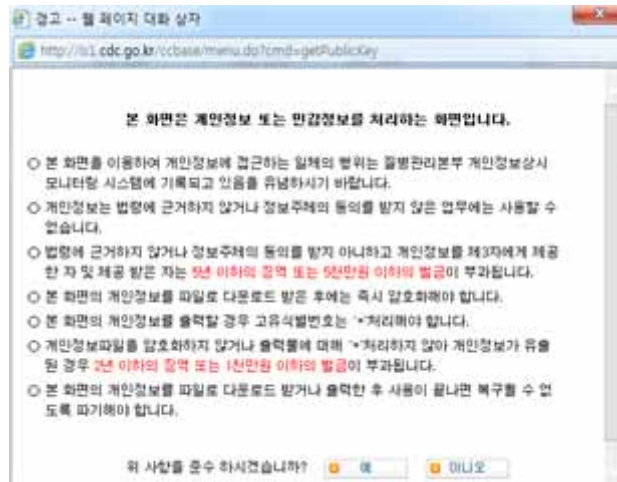 경고 -- 웹 페이지 대화 상자
cdc.go.kr/ccbase/menu.do?cmd=getPublicKey
본 화면은 개인정보 또는 민감정보를 처리하는 화면입니다.
○ 본 화면을 이용하여 개인정보에 접근하는 일체의 행위는 질병관리본부 개인정보상시
모니터링 시스템에 기록되고 있음을 유념하시기 바랍니다.
○ 개인정보는 법령에 근거하지 않거나 정보주체의 동의를 받지 않은 업무에는 사용할 수
없습니다.
○ 법령에 근거하지 않거나 정보주체의 동의를 받지 아니하고 개인정보를 제3자에게 제공
한 자 및 제공 받은 자는 5년 이하의 징역 또는 5천만원 이하의 벌금이 부과됩니다.
○ 본 화면의 개인정보를 파일로 다운로드 받은 후에는 즉시 암호화해야 합니다.
○ 본 화면의 개인정보를 출력할 경우 고유식별번호는 '*'처리해야 합니다.
○ 개인정보파일을 암호화하지 않거나 출력물에 대해 '*'처리하지 않아 개인정보가 유출
된 경우 2년 이하의 징역 또는 1천만원 이하의 벌금이 부과됩니다.
○ 본 화면의 개인정보를 파일로 다운로드 받거나 출력한 후 사용이 끝나면 복구될 수 없
도록 파기해야 합니다.
위 사항을 준수 하시겠습니까? 예 아니오